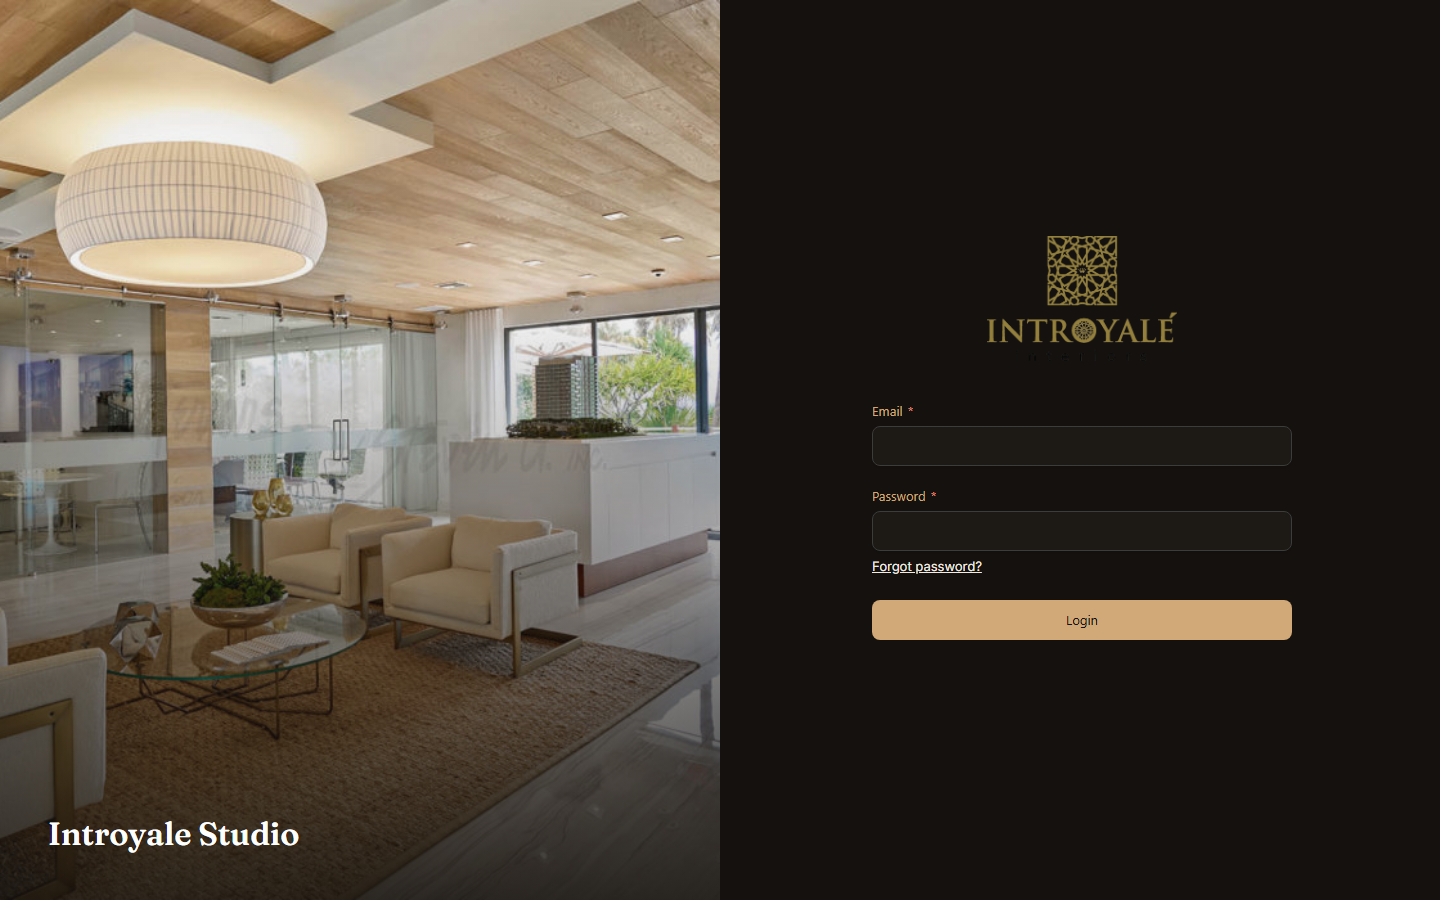 INTROYALÉ
Email *
Password *
Forgot password?
Login
Introyale Studio